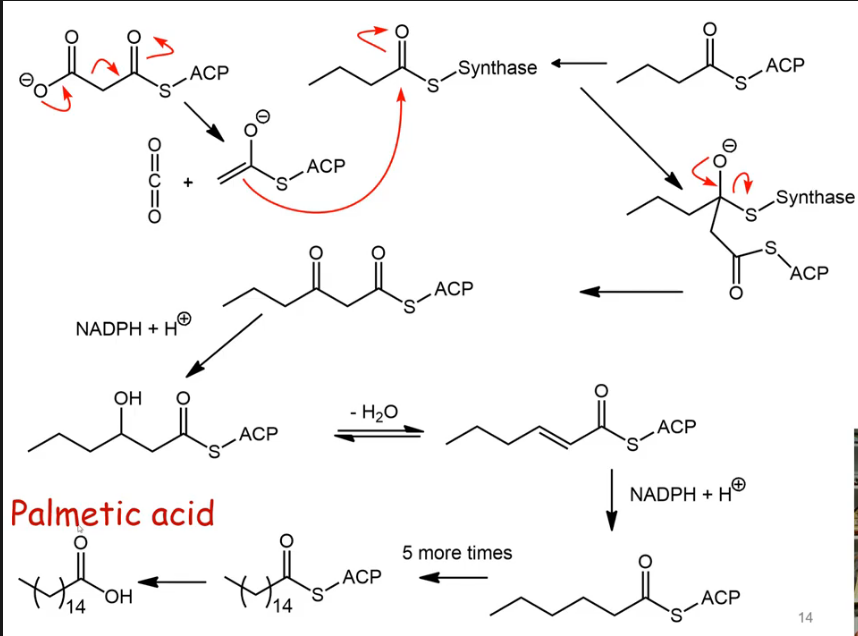 O O
⊖
O S ACP
O
S Synthase
O
S ACP
O
C
O
+
O⊖
S ACP
O⊖
S Synthase
S
ACP
O
O O
S ACP
NADPH + H⊕
OH O
S ACP
- H2O
O
S ACP
NADPH + H⊕
Palmetic acid
O
14 OH
O
14 S ACP
5 more times
O
S ACP
14